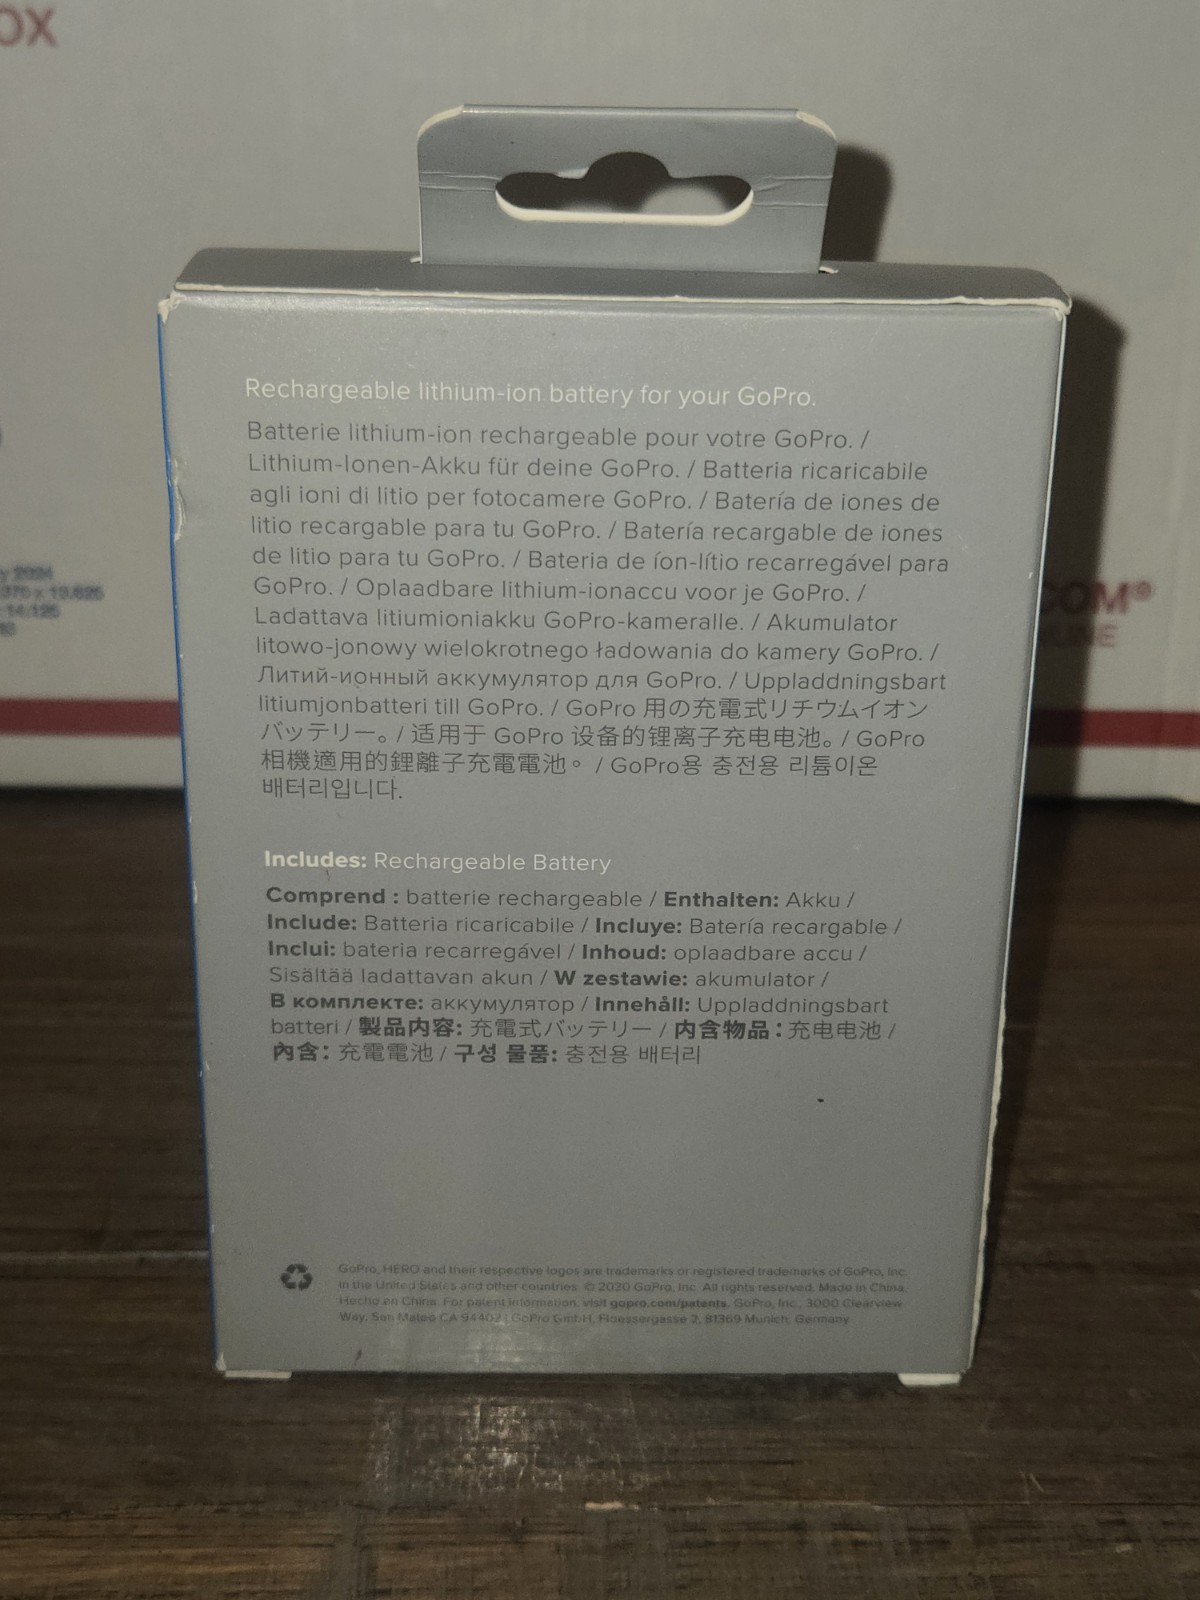 OX
Rechargeable lithium-ion battery for your GoPro.
Batterie lithium-ion rechargeable pour votre GoPro. /
Lithium-Ionen-Akku für deine GoPro. / Batteria ricaricabile
agli ioni di litio per fotocamere GoPro. / Batería de iones de
litio recargable para tu GoPro. / Batería recargable de iones
de litio para tu GoPro. / Bateria de íon-lítio recarregável para
GoPro. / Oplaadbare lithium-ionaccu voor je GoPro. /
Ladattava litiumioniakku GoPro-kameralle. / Akumulator
litowo-jonowy wielokrotnego ładowania do kamery GoPro. /
Литий-ионный аккумулятор для GoPro. / Uppladdningsbart
litiumjonbatteri till GoPro. / GoPro 用の充電式リチウムイオン
バッテリー。/ 适用于 GoPro 设备的锂离子充电电池。/ GoPro
相機適用的鋰離子充電電池。 / GoPro용 충전용 리튬이온
배터리입니다.
Includes: Rechargeable Battery
Comprend : batterie rechargeable / Enthalten: Akku /
Include: Batteria ricaricabile / Incluye: Batería recargable /
Inclui: bateria recarregável / Inhoud: oplaadbare accu /
Sisältää ladattavan akun / W zestawie: akumulator /
В комплекте: аккумулятор / Innehåll: Uppladdningsbart
batteri / 製品内容: 充電式バッテリー / 内含物品：充电电池 /
內含：充電電池 / 구성 물품: 충전용 배터리
GoPro, HERO and their respective logos are trademarks or registered trademarks of GoPro, Inc.
in the United States and other countries. © 2020 GoPro, Inc. All rights reserved. Made in China.
Hecho en China. For patent information, visit gopro.com/patents. GoPro, Inc., 3000 Clearview
Way, San Mateo CA 94402 | GoPro GmbH, Floessergasse 2, 81369 Munich, Germany
y 2024
.375 x 13.625
14.125
COM®